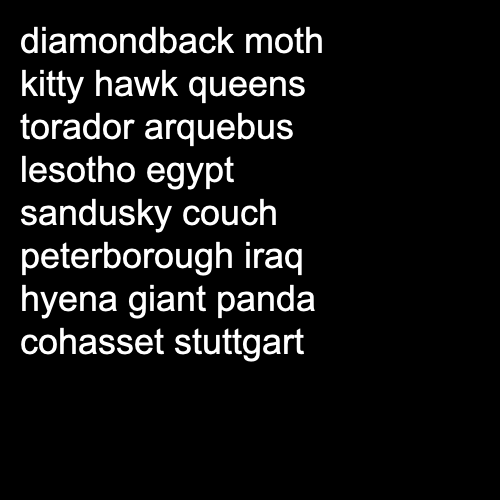 diamondback moth
kitty hawk queens
torador arquebus
lesotho egypt
sandusky couch
peterborough iraq
hyena giant panda
cohasset stuttgart